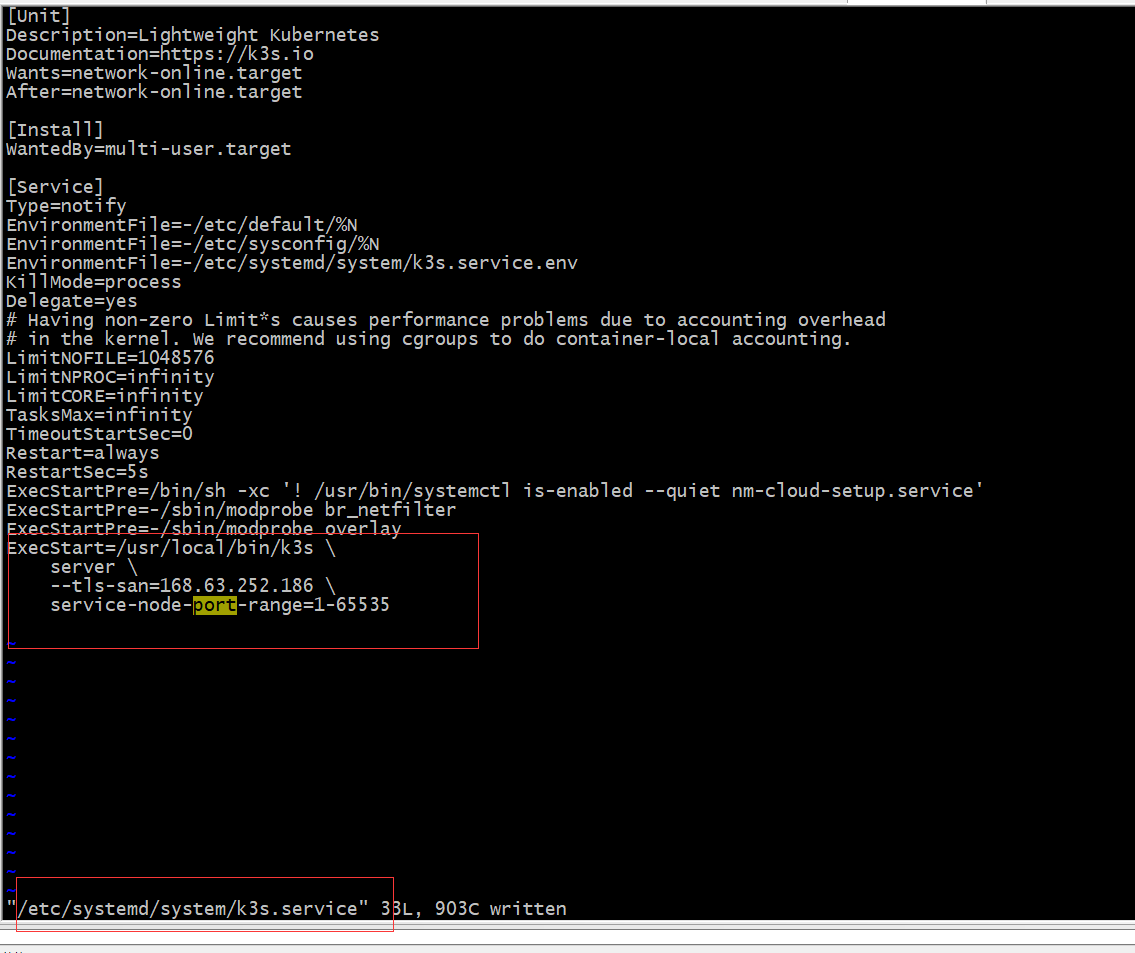 [Unit]
Description=Lightweight Kubernetes
Documentation=https://k3s.io
Wants=network-online.target
After=network-online.target
[Install]
WantedBy=multi-user.target
[Service]
Type=notify
EnvironmentFile=-/etc/default/%N
EnvironmentFile=-/etc/sysconfig/%N
EnvironmentFile=-/etc/systemd/system/k3s.service.env
KillMode=process
Delegate=yes
# Having non-zero Limit*s causes performance problems due to accounting overhead
# in the kernel. We recommend using cgroups to do container-local accounting.
LimitNOFILE=1048576
LimitNPROC=infinity
LimitCORE=infinity
TasksMax=infinity
TimeoutStartSec=0
Restart=always
RestartSec=5s
ExecStartPre=/bin/sh -xc '! /usr/bin/systemctl is-enabled --quiet nm-cloud-setup.service'
ExecStartPre=-/sbin/modprobe br_netfilter
ExecStartPre=-/sbin/modprobe overlay
ExecStart=/usr/local/bin/k3s \
    server \
    --tls-san=168.63.252.186 \
    service-node-port-range=1-65535
~
~
~
~
~
~
~
~
~
~
~
~
~
~
"/etc/systemd/system/k3s.service" 33L, 903C written